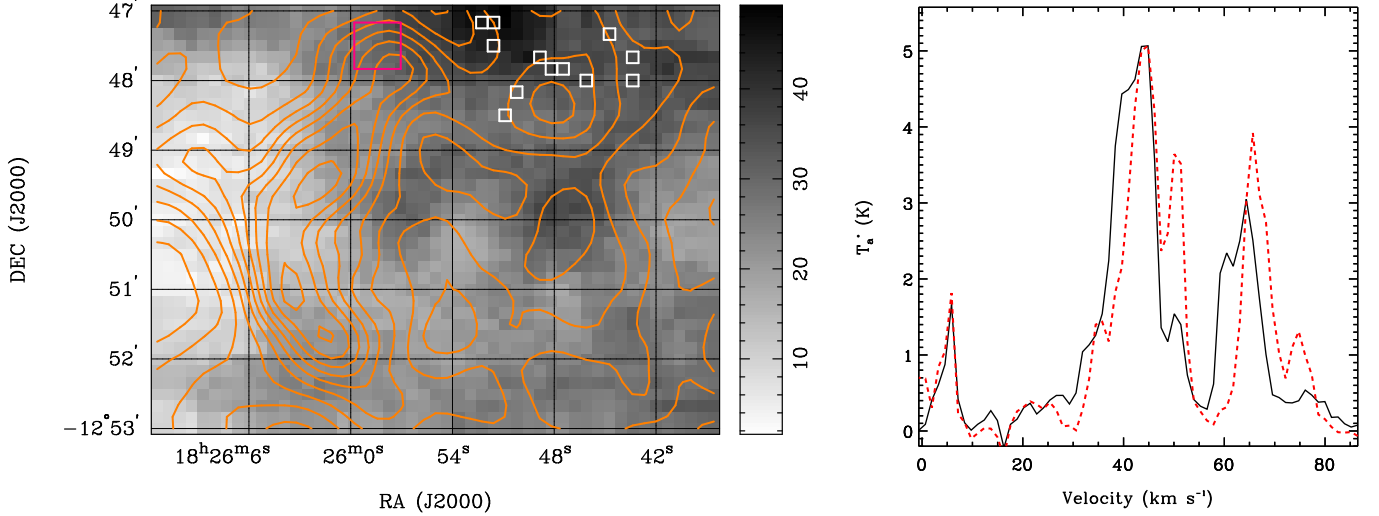 47'
48'
49'
50'
51'
52'
−12°53'
DEC (J2000)
18ʰ26ᵐ6ˢ
26ᵐ0ˢ
54ˢ
48ˢ
42ˢ
RA (J2000)
40
30
20
10
5
4
3
2
1
0
Tₐ* (K)
0
20
40
60
80
Velocity (km s⁻¹)